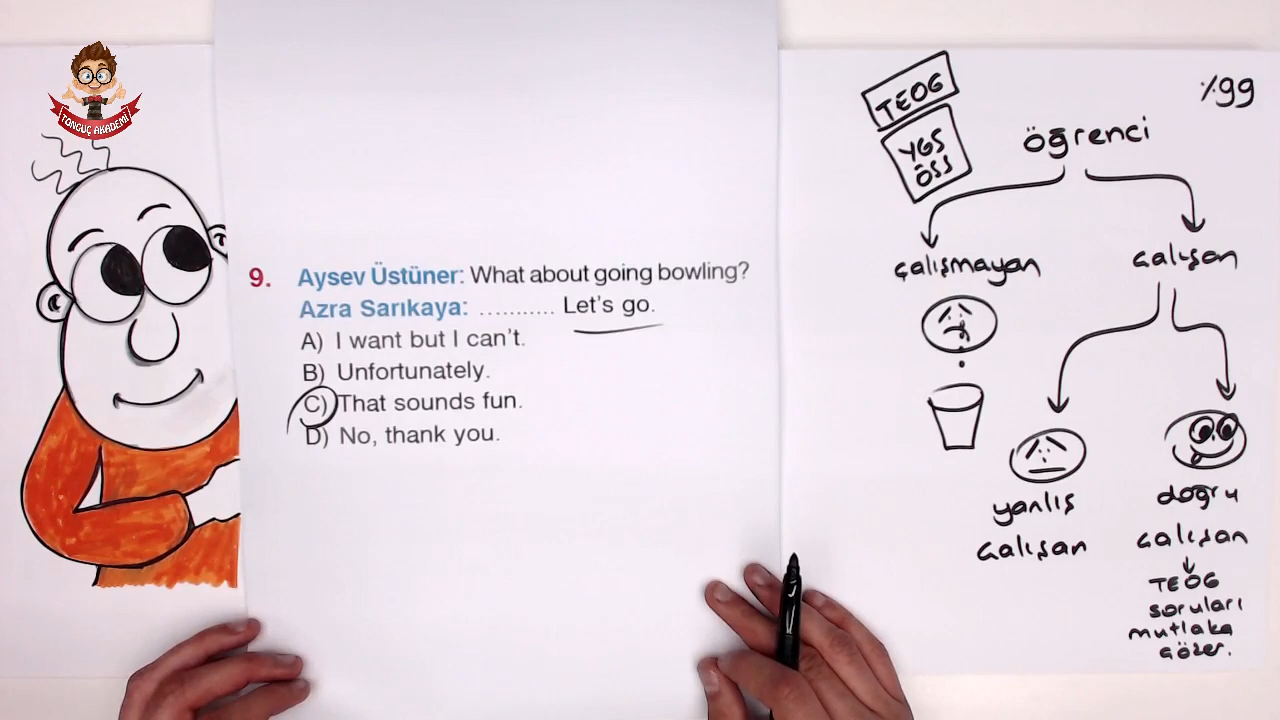 TONGUÇ AKADEMİ
9. Aysev Üstüner: What about going bowling?
Azra Sarıkaya: ........... Let's go.
A) I want but I can't.
B) Unfortunately.
C) That sounds fun.
D) No, thank you.
TEOG
YGS
ÖSS
%99
öğrenci
çalışmayan
çalışan
yanlış
çalışan
doğru
çalışan
TEOG
soruları
mutlaka
çözer.